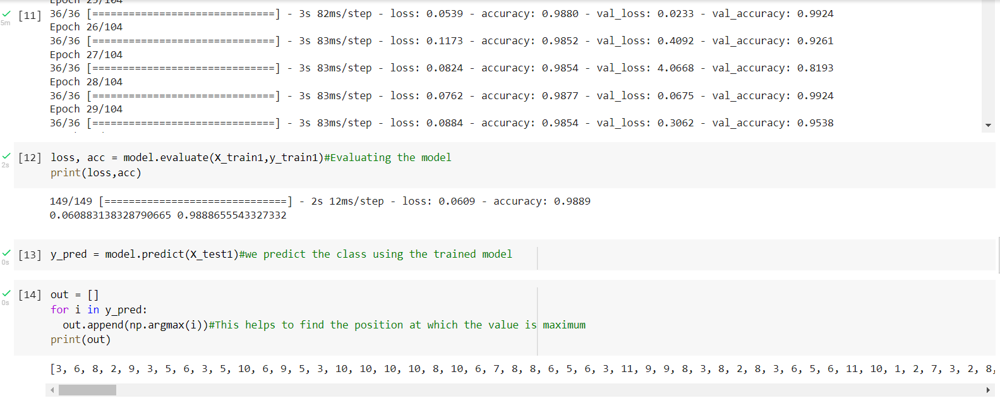 Epoch 25/104
[11] 36/36 [==============================] - 3s 82ms/step - loss: 0.0539 - accuracy: 0.9880 - val_loss: 0.0233 - val_accuracy: 0.9924
5m
Epoch 26/104
36/36 [==============================] - 3s 83ms/step - loss: 0.1173 - accuracy: 0.9852 - val_loss: 0.4092 - val_accuracy: 0.9261
Epoch 27/104
36/36 [==============================] - 3s 83ms/step - loss: 0.0824 - accuracy: 0.9854 - val_loss: 4.0668 - val_accuracy: 0.8193
Epoch 28/104
36/36 [==============================] - 3s 83ms/step - loss: 0.0762 - accuracy: 0.9877 - val_loss: 0.0675 - val_accuracy: 0.9924
Epoch 29/104
36/36 [==============================] - 3s 83ms/step - loss: 0.0884 - accuracy: 0.9854 - val_loss: 0.3062 - val_accuracy: 0.9538
[12] loss, acc = model.evaluate(X_train1,y_train1)#Evaluating the model
2s
print(loss,acc)
149/149 [==============================] - 2s 12ms/step - loss: 0.0609 - accuracy: 0.9889
0.060883138328790665 0.9888655543327332
[13] y_pred = model.predict(X_test1)#we predict the class using the trained model
0s
[14] out = []
0s
for i in y_pred:
  out.append(np.argmax(i))#This helps to find the position at which the value is maximum
print(out)
[3, 6, 8, 2, 9, 3, 5, 6, 3, 5, 10, 6, 9, 5, 3, 10, 10, 10, 10, 8, 10, 6, 7, 8, 8, 6, 5, 6, 3, 11, 9, 9, 8, 3, 8, 2, 8, 3, 6, 5, 6, 11, 10, 1, 2, 7, 3, 2, 8,